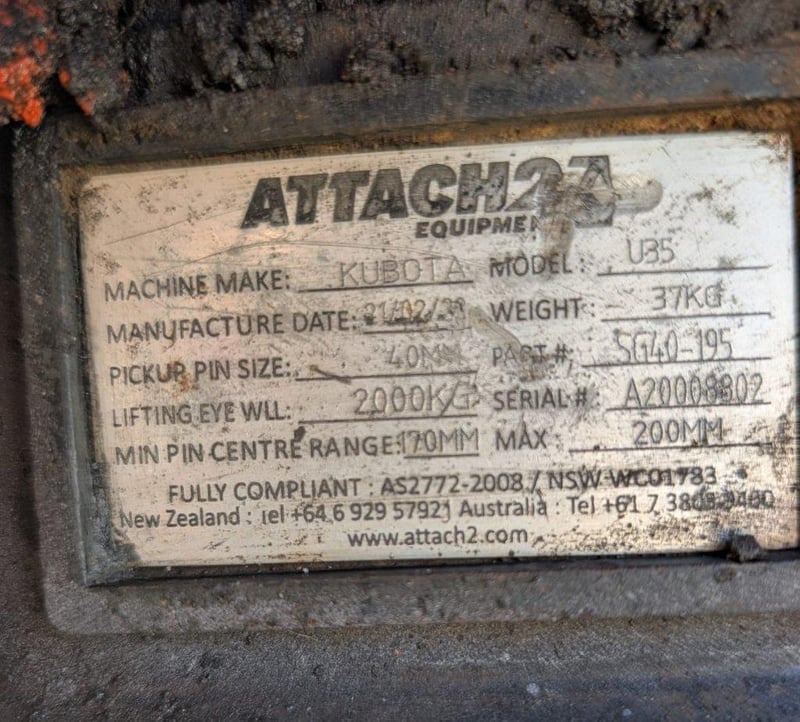 ATTACH2
EQUIPMENT
MACHINE MAKE: KUBOTA MODEL: U35
MANUFACTURE DATE: WEIGHT: 37KG
PICKUP PIN SIZE: 40MM PART #: SG40-195
LIFTING EYE WLL: 2000KG SERIAL #: A20008802
MIN PIN CENTRE RANGE: 170MM MAX: 200MM
FULLY COMPLIANT : AS2772-2008 / NSW WC01783
New Zealand : Tel +64 6 929 57921 Australia : Tel +61 7
www.attach2.com